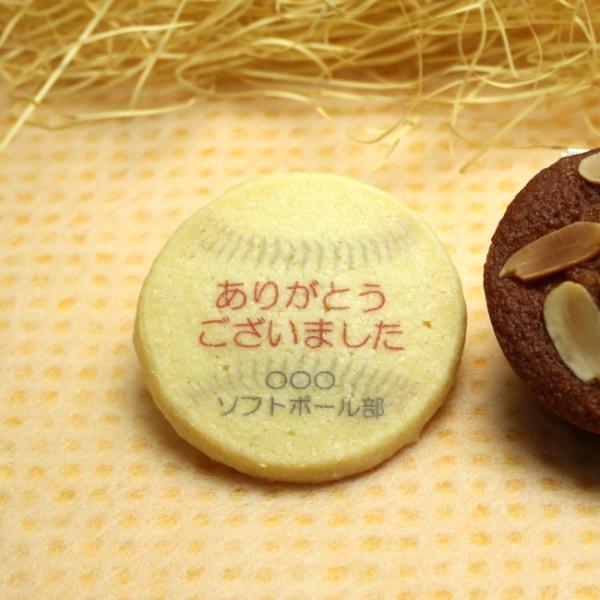 ありがとう
ございました
○○○
ソフトボール部